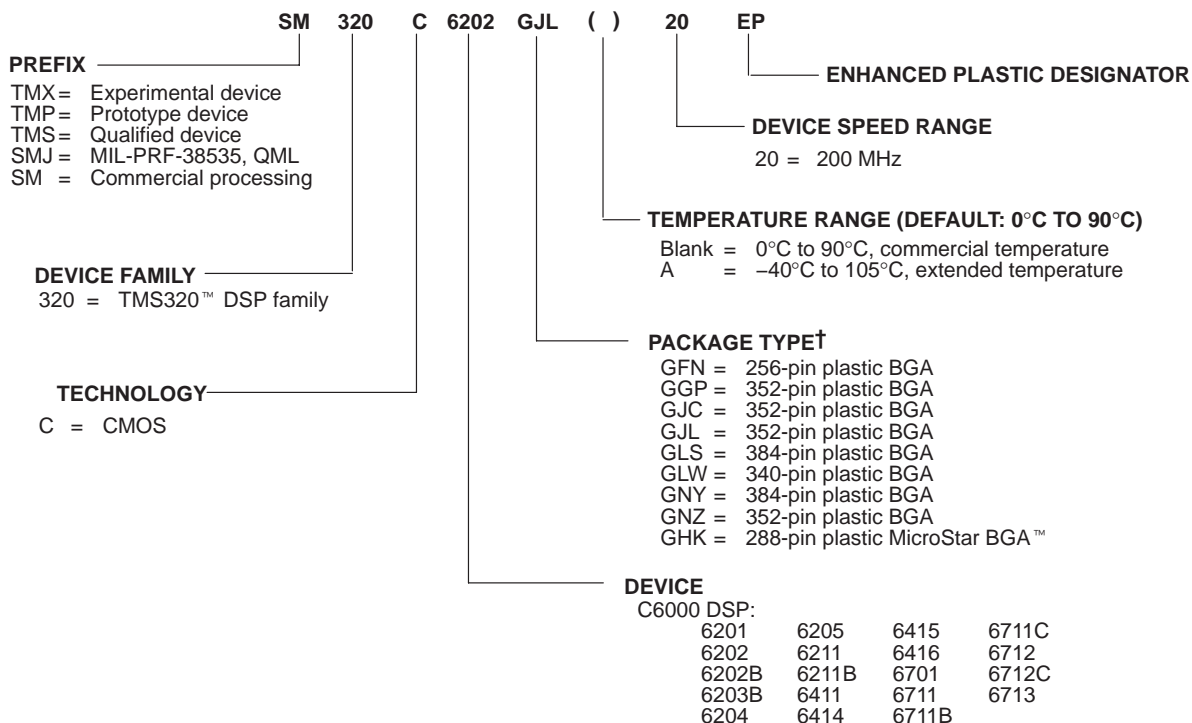 SM 320 C 6202 GJL ( ) 20 EP
PREFIX
TMX = Experimental device
TMP = Prototype device
TMS = Qualified device
SMJ = MIL-PRF-38535, QML
SM = Commercial processing
ENHANCED PLASTIC DESIGNATOR
DEVICE SPEED RANGE
20 = 200 MHz
TEMPERATURE RANGE (DEFAULT: 0°C TO 90°C)
Blank = 0°C to 90°C, commercial temperature
A = −40°C to 105°C, extended temperature
DEVICE FAMILY
320 = TMS320™ DSP family
PACKAGE TYPE†
GFN = 256-pin plastic BGA
GGP = 352-pin plastic BGA
GJC = 352-pin plastic BGA
GJL = 352-pin plastic BGA
GLS = 384-pin plastic BGA
GLW = 340-pin plastic BGA
GNY = 384-pin plastic BGA
GNZ = 352-pin plastic BGA
GHK = 288-pin plastic MicroStar BGA™
TECHNOLOGY
C = CMOS
DEVICE
C6000 DSP:
6201 6205 6415 6711C
6202 6211 6416 6712
6202B 6211B 6701 6712C
6203B 6411 6711 6713
6204 6414 6711B